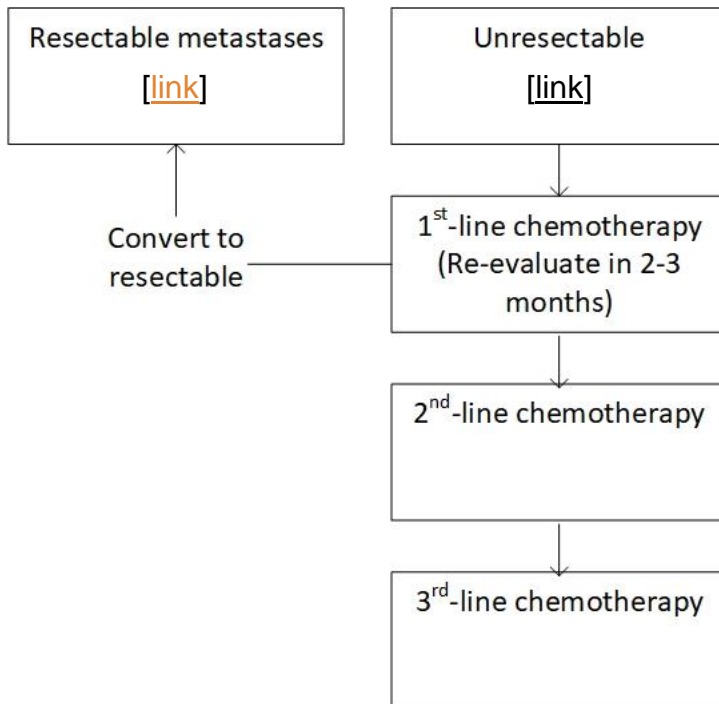 Resectable metastases
[link]
Unresectable
[link]
Convert to
resectable
1st-line chemotherapy
(Re-evaluate in 2-3
months)
2nd-line chemotherapy
3rd-line chemotherapy